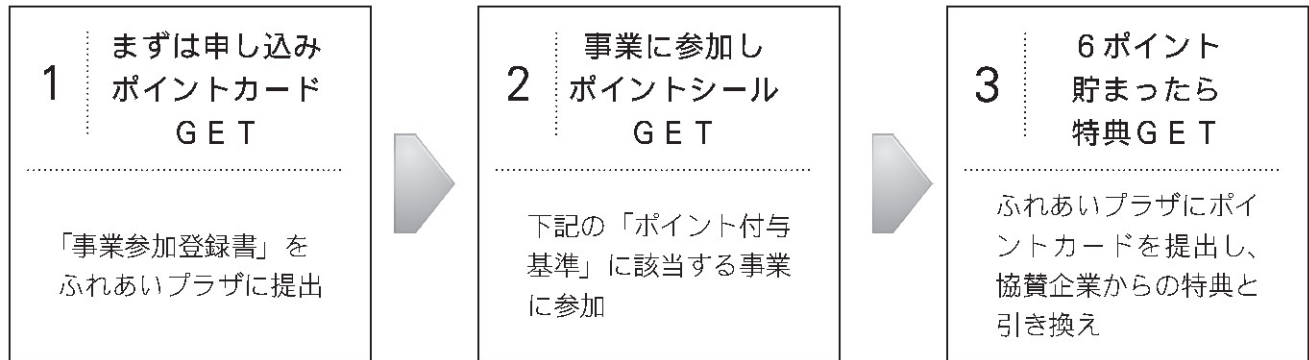 1
まずは申し込み
ポイントカード
GET
「事業参加登録書」を
ふれあいプラザに提出
2
事業に参加し
ポイントシール
GET
下記の「ポイント付与
基準」に該当する事業
に参加
3
6ポイント
貯まったら
特典GET
ふれあいプラザにポイ
ントカードを提出し、
協賛企業からの特典と
引き換え